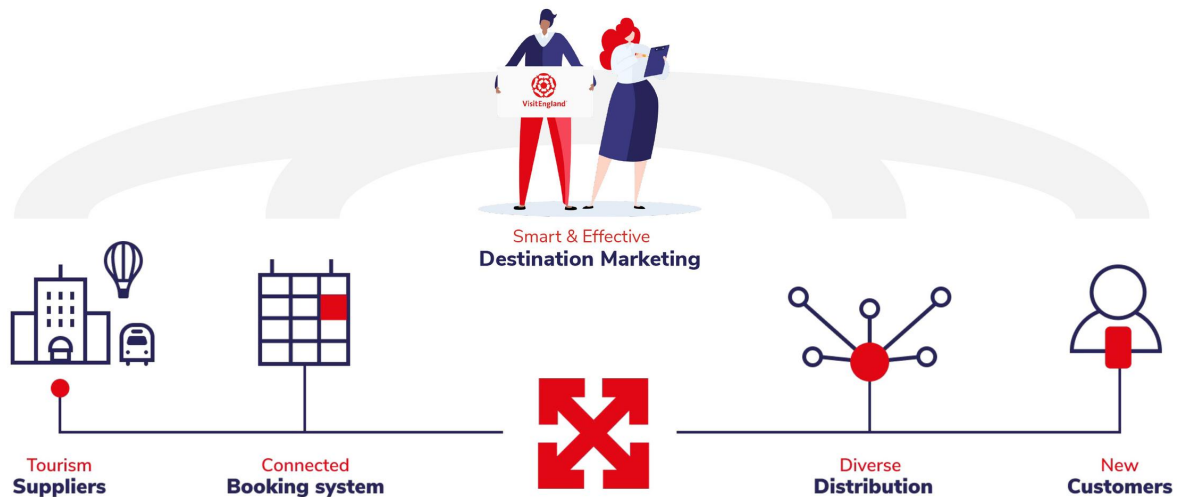 VisitEngland
Smart & Effective
Destination Marketing
Tourism
Suppliers
Connected
Booking system
Diverse
Distribution
New
Customers